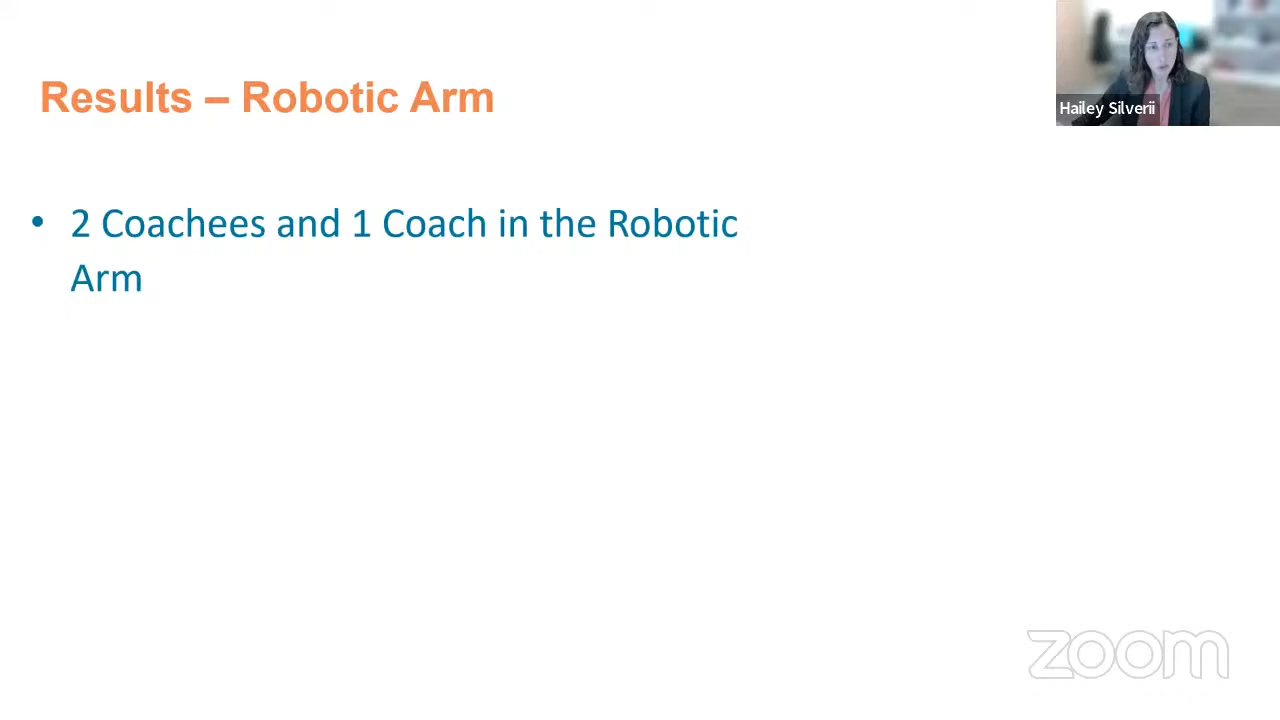 Results – Robotic Arm
Hailey Silverii
• 2 Coachees and 1 Coach in the Robotic
Arm
zoom